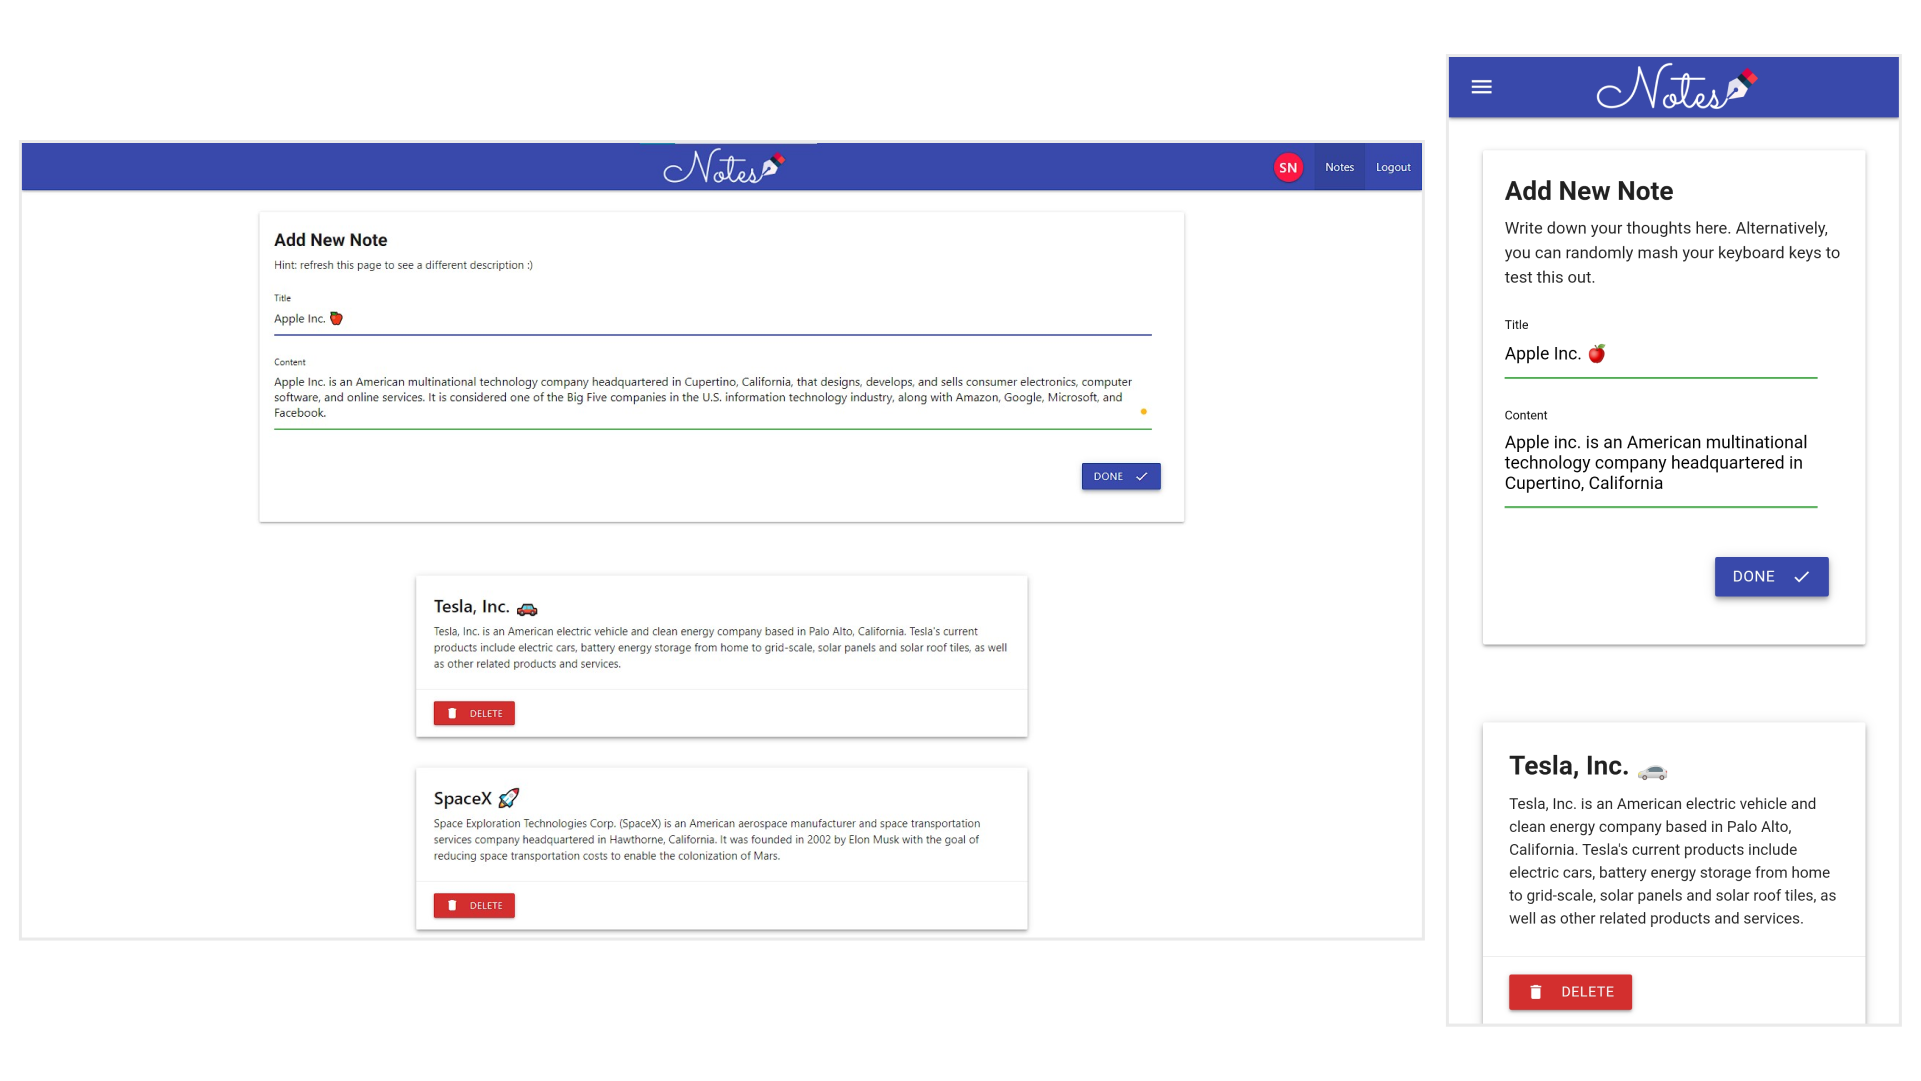 Notes
SN
Notes
Logout
Add New Note
Hint: refresh this page to see a different description :)
Title
Apple Inc. 🍎
Content
Apple Inc. is an American multinational technology company headquartered in Cupertino, California, that designs, develops, and sells consumer electronics, computer
software, and online services. It is considered one of the Big Five companies in the U.S. information technology industry, along with Amazon, Google, Microsoft, and
Facebook.
DONE
Tesla, Inc. 🚗
Tesla, Inc. is an American electric vehicle and clean energy company based in Palo Alto, California. Tesla's current
products include electric cars, battery energy storage from home to grid-scale, solar panels and solar roof tiles, as well
as other related products and services.
DELETE
SpaceX 🚀
Space Exploration Technologies Corp. (SpaceX) is an American aerospace manufacturer and space transportation
services company headquartered in Hawthorne, California. It was founded in 2002 by Elon Musk with the goal of
reducing space transportation costs to enable the colonization of Mars.
DELETE
Notes
Add New Note
Write down your thoughts here. Alternatively,
you can randomly mash your keyboard keys to
test this out.
Title
Apple Inc. 🍎
Content
Apple inc. is an American multinational
technology company headquartered in
Cupertino, California
DONE
Tesla, Inc. 🚗
Tesla, Inc. is an American electric vehicle and
clean energy company based in Palo Alto,
California. Tesla's current products include
electric cars, battery energy storage from home
to grid-scale, solar panels and solar roof tiles, as
well as other related products and services.
DELETE